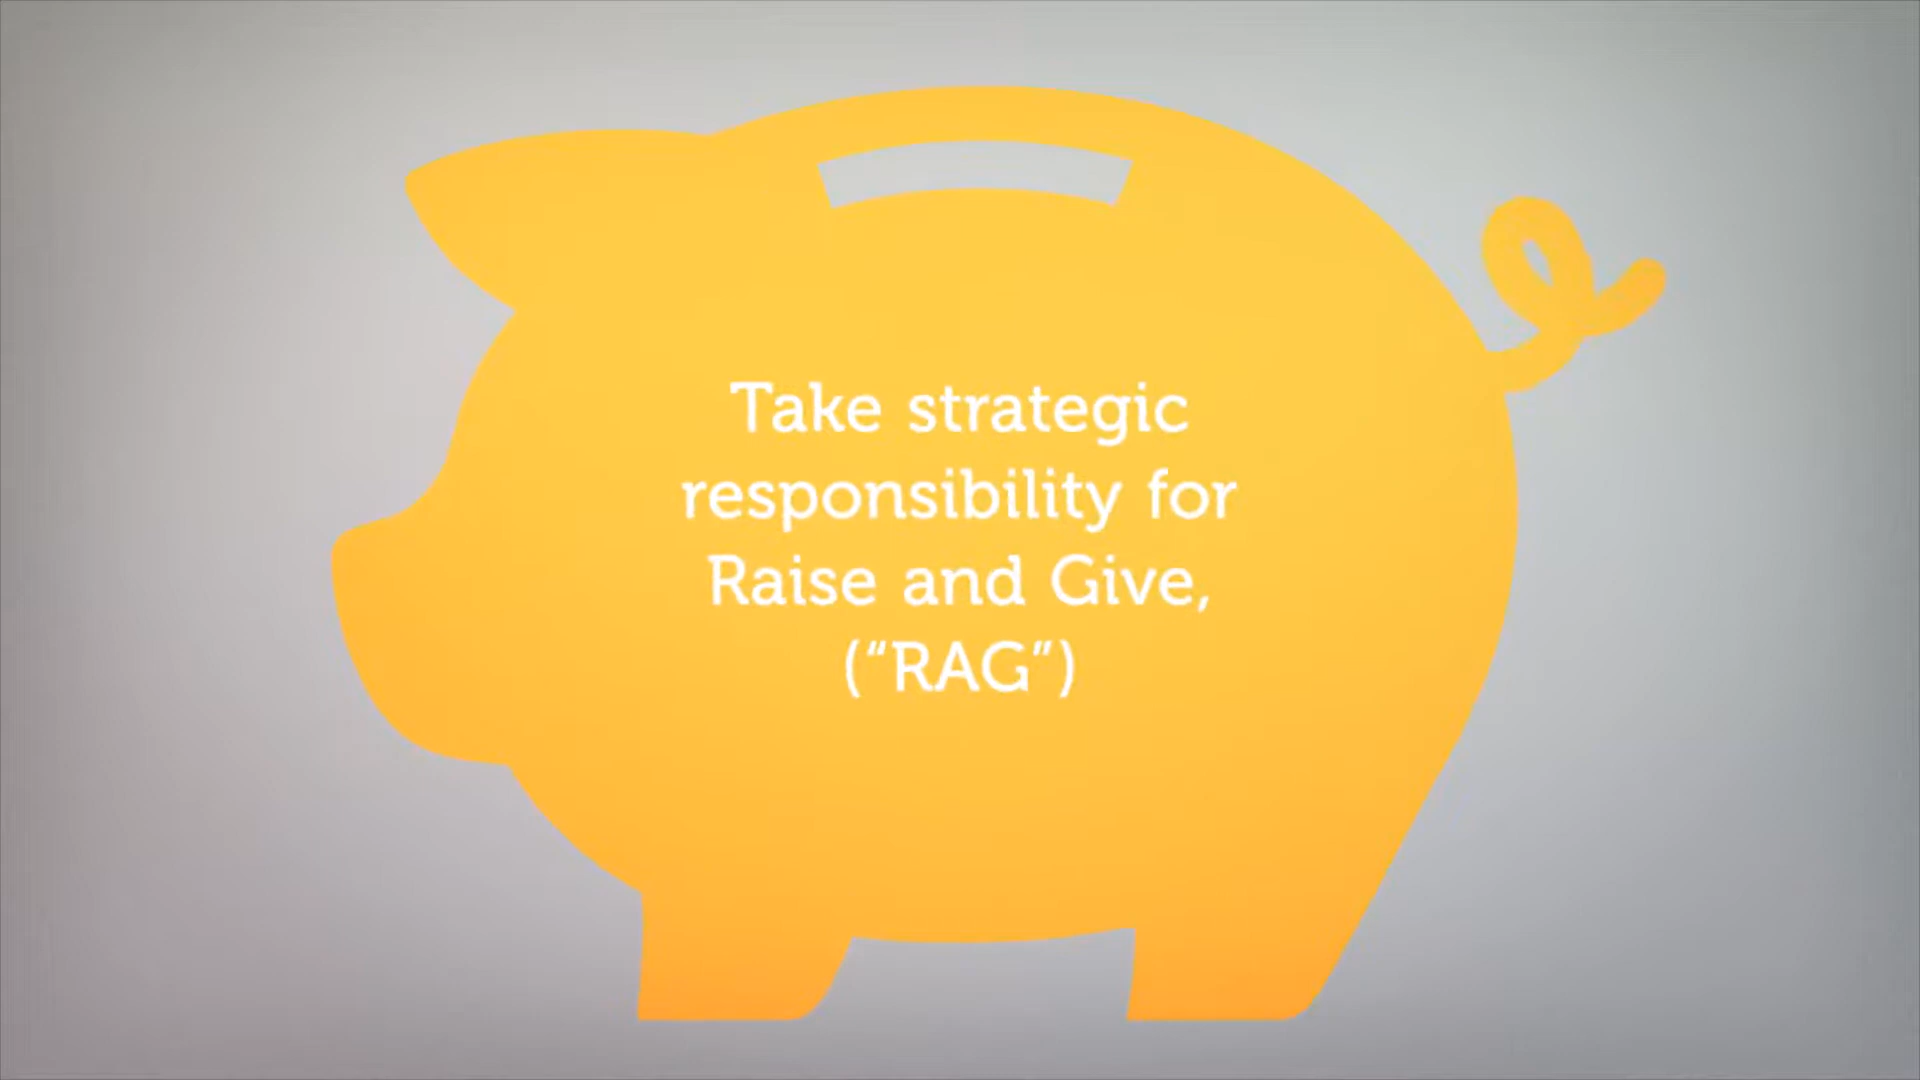 Take strategic
responsibility for
Raise and Give,
(“RAG”)